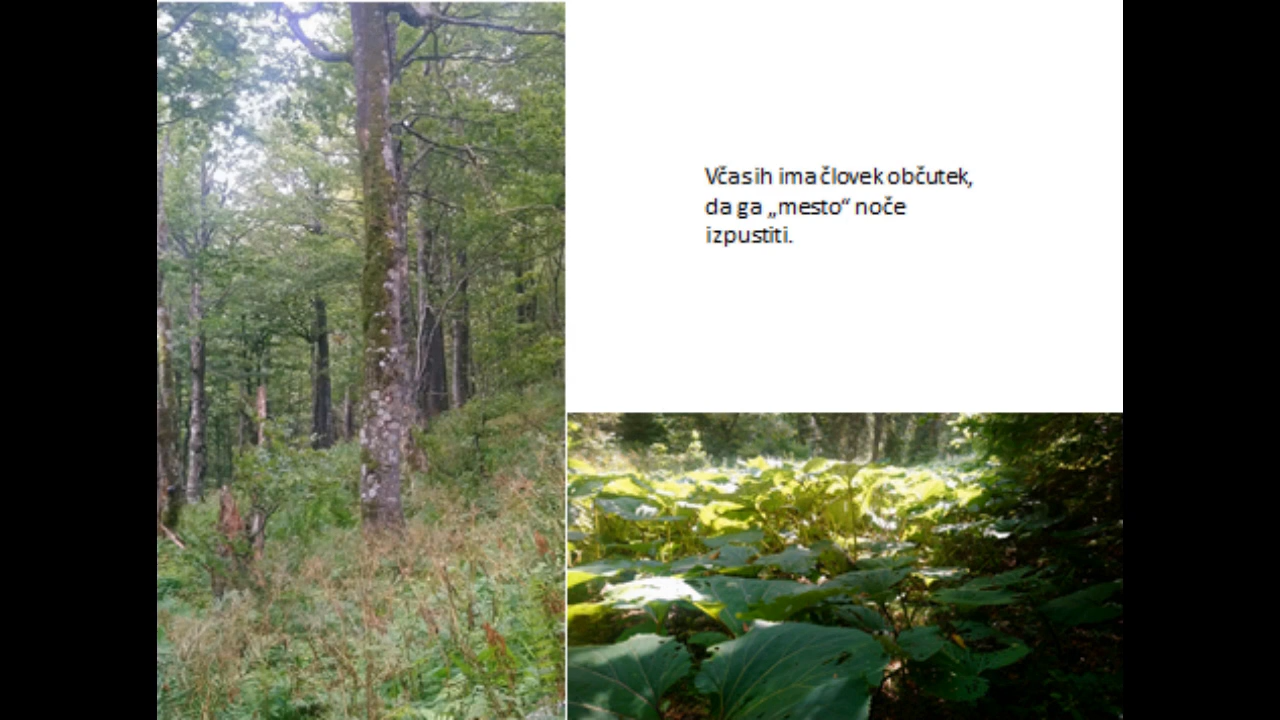 Včasih ima človek občutek,
da ga „mesto“ noče
izpustiti.